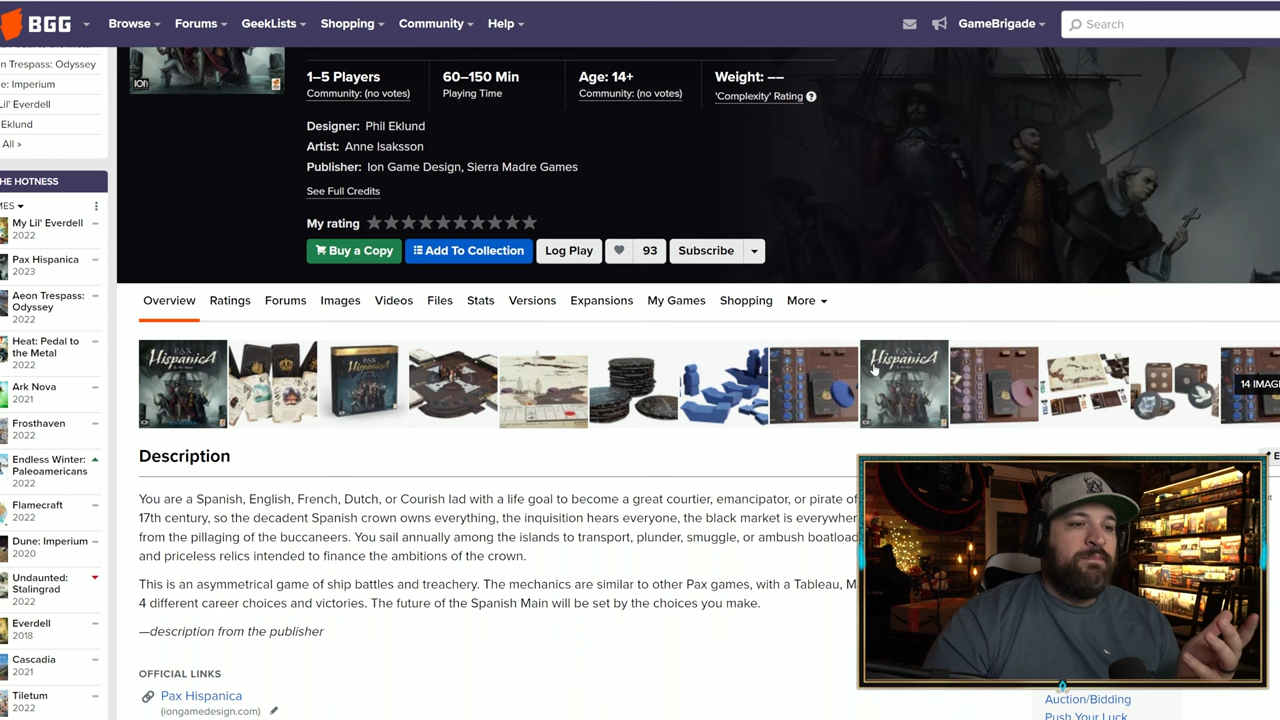 BGG
Browse
Forums
GeekLists
Shopping
Community
Help
GameBrigade
Search
n Trespass: Odyssey
e: Imperium
Lil' Everdell
Eklund
All »
HE HOTNESS
MES
My Lil' Everdell
2022
Pax Hispanica
2023
Aeon Trespass:
Odyssey
2022
Heat: Pedal to
the Metal
2022
Ark Nova
2021
Frosthaven
2022
Endless Winter:
Paleoamericans
2022
Flamecraft
2022
Dune: Imperium
2020
Undaunted:
Stalingrad
2022
Everdell
2018
Cascadia
2021
Tiletum
2022
ION
1–5 Players
Community: (no votes)
60–150 Min
Playing Time
Age: 14+
Community: (no votes)
Weight: ––
'Complexity' Rating ?
Designer: Phil Eklund
Artist: Anne Isaksson
Publisher: Ion Game Design, Sierra Madre Games
See Full Credits
My rating
Buy a Copy
Add To Collection
Log Play
93
Subscribe
Overview
Ratings
Forums
Images
Videos
Files
Stats
Versions
Expansions
My Games
Shopping
More
PAX
HISPANICA
PAX
HISPANICA
14 IMAG
Description
E
You are a Spanish, English, French, Dutch, or Courish lad with a life goal to become a great courtier, emancipator, or pirate of
17th century, so the decadent Spanish crown owns everything, the inquisition hears everyone, the black market is everywher
from the pillaging of the buccaneers. You sail annually among the islands to transport, plunder, smuggle, or ambush boatload
and priceless relics intended to finance the ambitions of the crown.
This is an asymmetrical game of ship battles and treachery. The mechanics are similar to other Pax games, with a Tableau, M
4 different career choices and victories. The future of the Spanish Main will be set by the choices you make.
—description from the publisher
OFFICIAL LINKS
Pax Hispanica
(iongamedesign.com)
Auction/Bidding
Push Your Luck